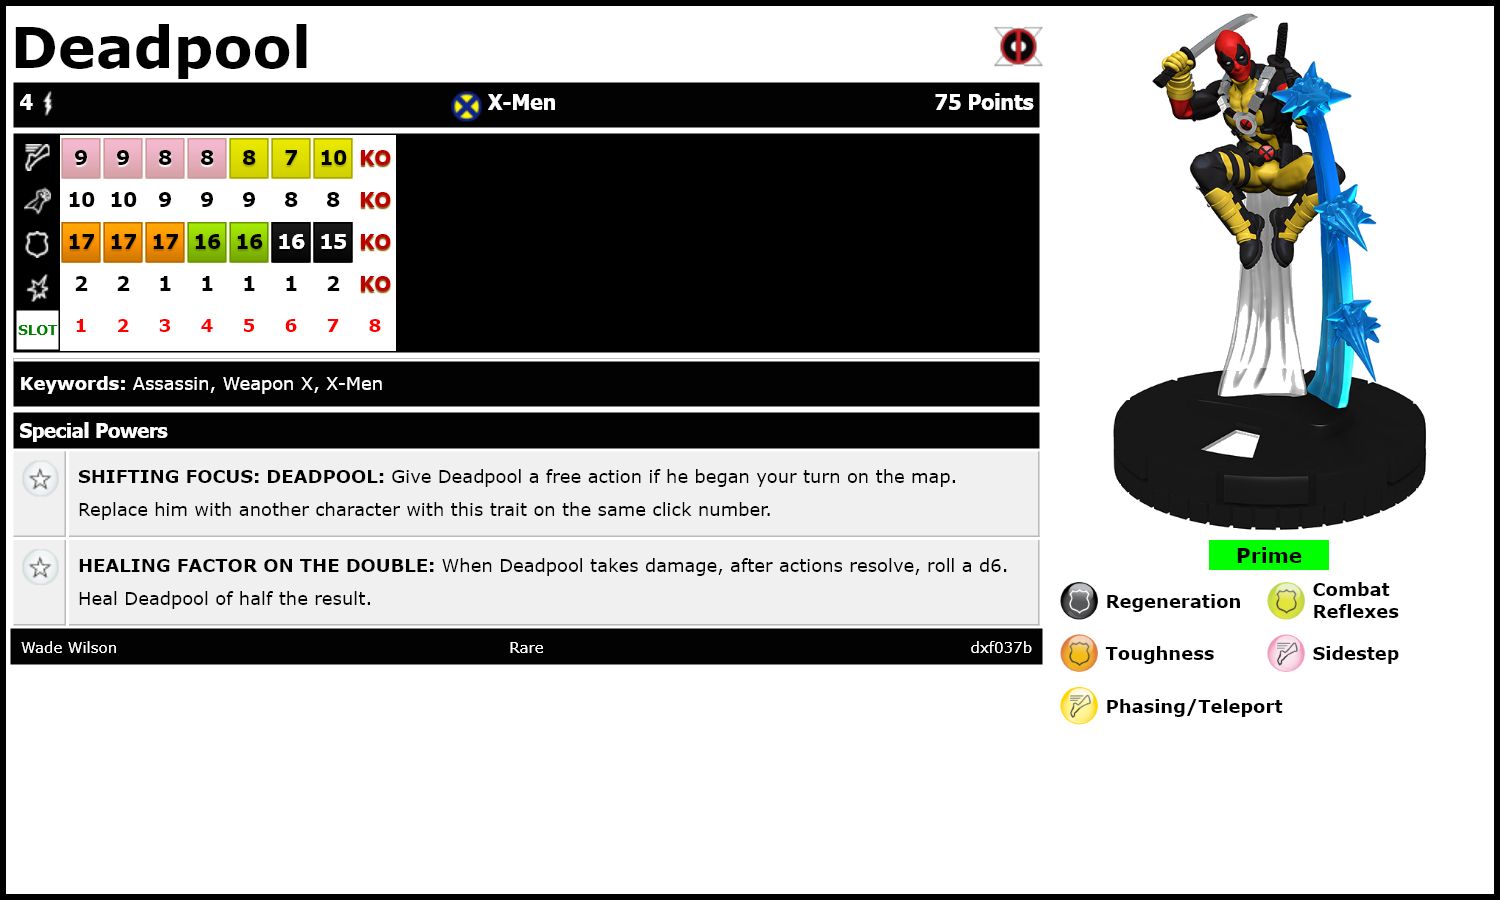 Deadpool
4 X-Men 75 Points
9 9 8 8 8 7 10 KO
10 10 9 9 9 8 8 KO
17 17 17 16 16 16 15 KO
2 2 1 1 1 1 2 KO
SLOT 1 2 3 4 5 6 7 8
Keywords: Assassin, Weapon X, X-Men
Special Powers
SHIFTING FOCUS: DEADPOOL: Give Deadpool a free action if he began your turn on the map.
Replace him with another character with this trait on the same click number.
HEALING FACTOR ON THE DOUBLE: When Deadpool takes damage, after actions resolve, roll a d6.
Heal Deadpool of half the result.
Wade Wilson Rare dxf037b
Prime
Regeneration Combat
Reflexes
Toughness Sidestep
Phasing/Teleport